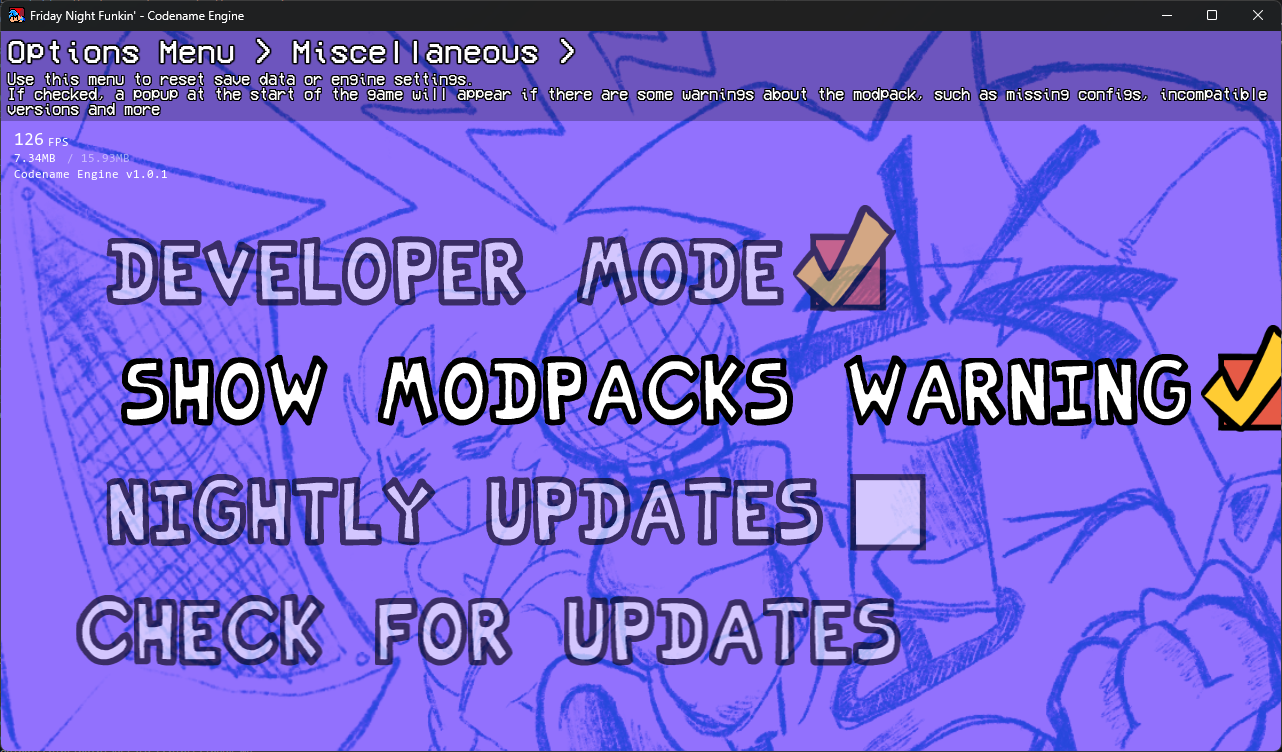 Friday Night Funkin' - Codename Engine
Options Menu > Miscellaneous >
Use this menu to reset save data or engine settings.
If checked, a popup at the start of the game will appear if there are some warnings about the modpack, such as missing configs, incompatible
versions and more
126 FPS
7.34MB / 15.93MB
Codename Engine v1.0.1
DEVELOPER MODE
SHOW MODPACKS WARNING
NIGHTLY UPDATES
CHECK FOR UPDATES